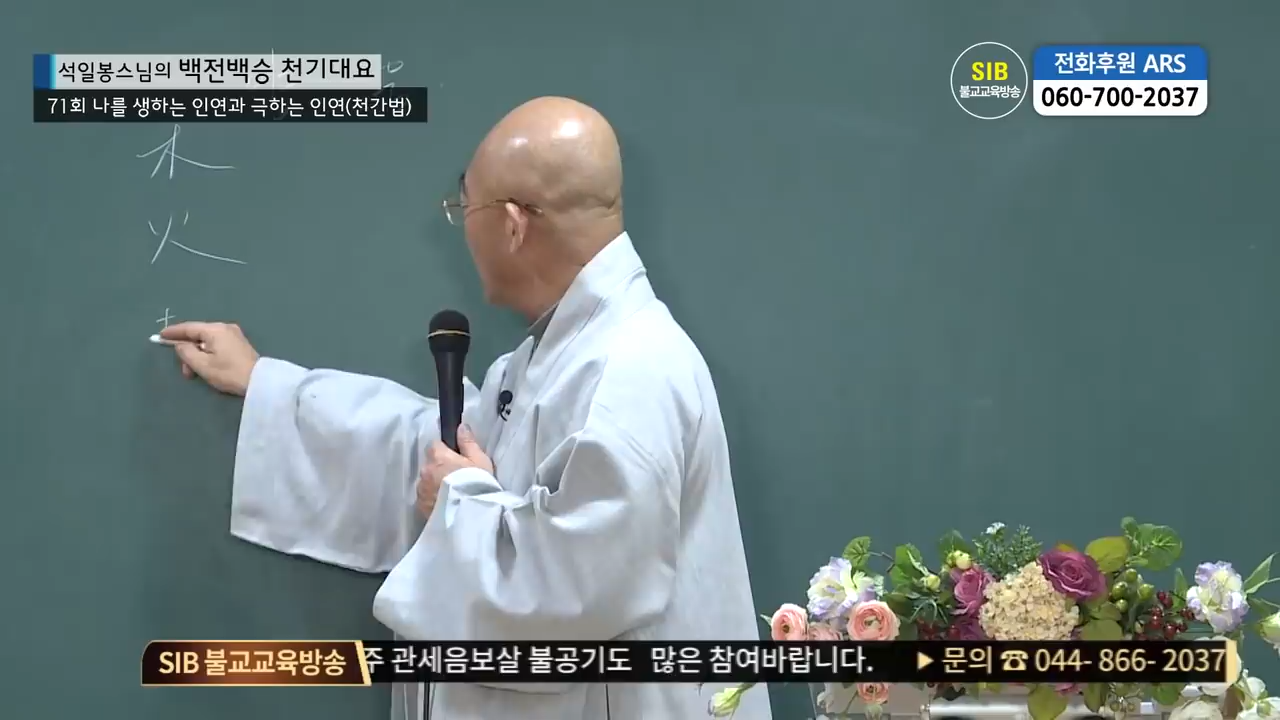 석일봉스님의 백전백승 천기대요
71회 나를 생하는 인연과 극하는 인연(천간법)
SIB
불교교육방송
전화후원 ARS
060-700-2037
木
火
土
SIB 불교교육방송 주 관세음보살 불공기도 많은 참여바랍니다. ▶ 문의 ☎ 044- 866- 2037